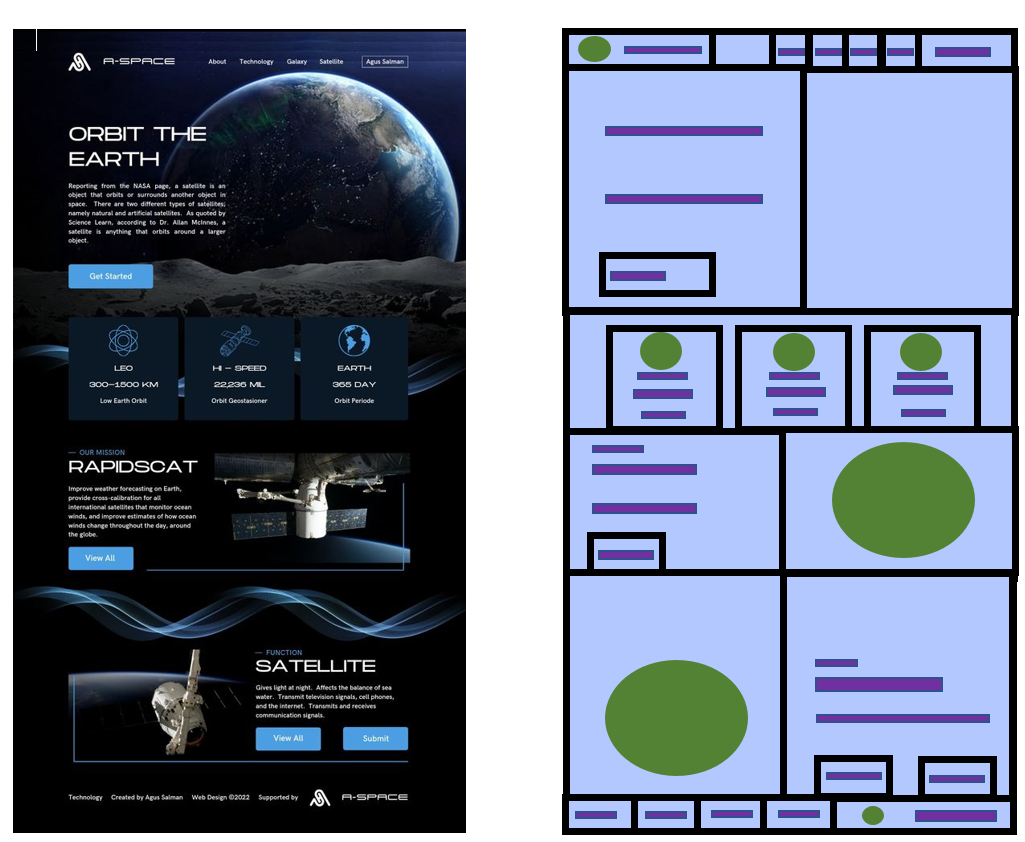 A-SPACE
About Technology Galaxy Satellite Agus Salman
ORBIT THE
EARTH
Reporting from the NASA page, a satellite is an
object that orbits or surrounds another object in
space. There are two different types of satellites,
namely natural and artificial satellites. As quoted by
Science Learn, according to Dr. Allan McInnes, a
satellite is anything that orbits around a larger
object.
Get Started
LEO
300-1500 KM
Low Earth Orbit
HI - SPEED
22,236 MIL
Orbit Geostasioner
EARTH
365 DAY
Orbit Periode
— OUR MISSION
RAPIDSCAT
Improve weather forecasting on Earth,
provide cross-calibration for all
international satellites that monitor ocean
winds, and improve estimates of how ocean
winds change throughout the day, around
the globe.
View All
— FUNCTION
SATELLITE
Gives light at night. Affects the balance of sea
water. Transmit television signals, cell phones,
and the internet. Transmits and receives
communication signals.
View All
Submit
Technology Created by Agus Salman Web Design ©2022 Supported by A-SPACE